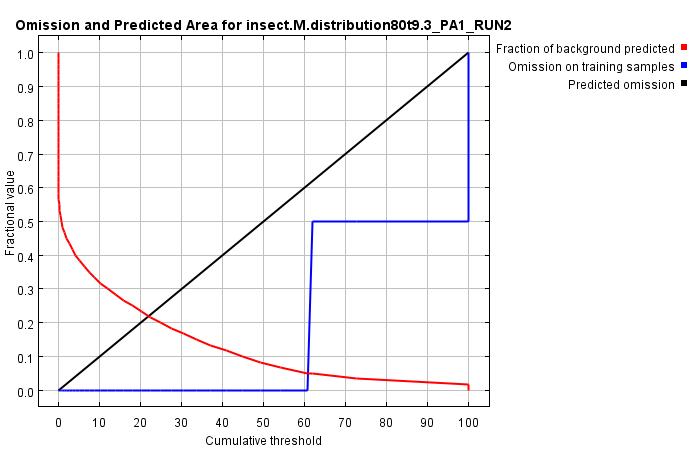 Omission and Predicted Area for insect.M.distribution80t9.3_PA1_RUN2
Fraction of background predicted
Omission on training samples
Predicted omission
Fractional value
1.0
0.9
0.8
0.7
0.6
0.5
0.4
0.3
0.2
0.1
0.0
0 10 20 30 40 50 60 70 80 90 100
Cumulative threshold